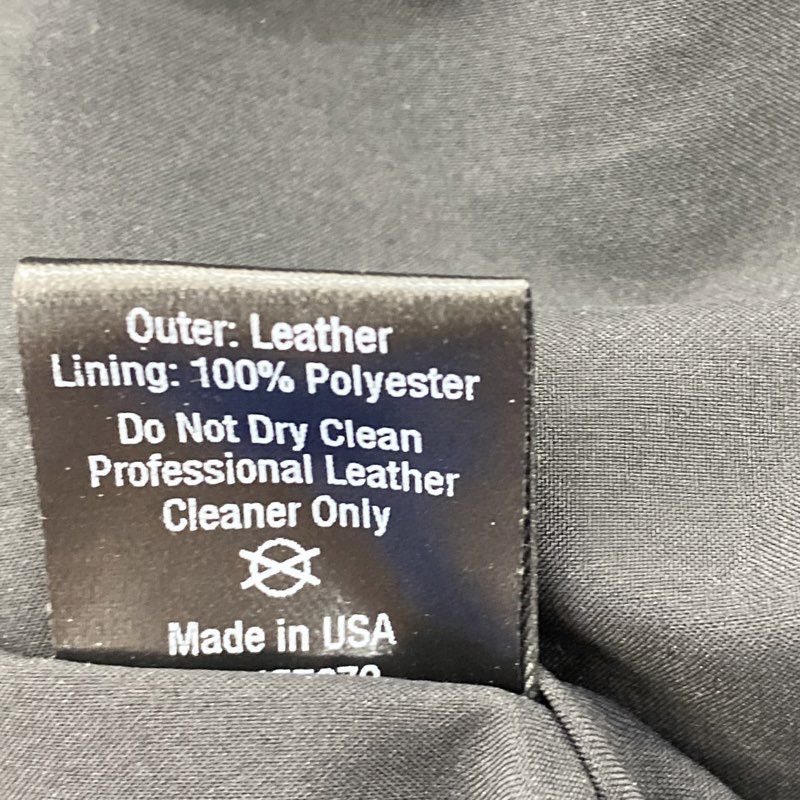 Outer: Leather
Lining: 100% Polyester
Do Not Dry Clean
Professional Leather
Cleaner Only
Made in USA